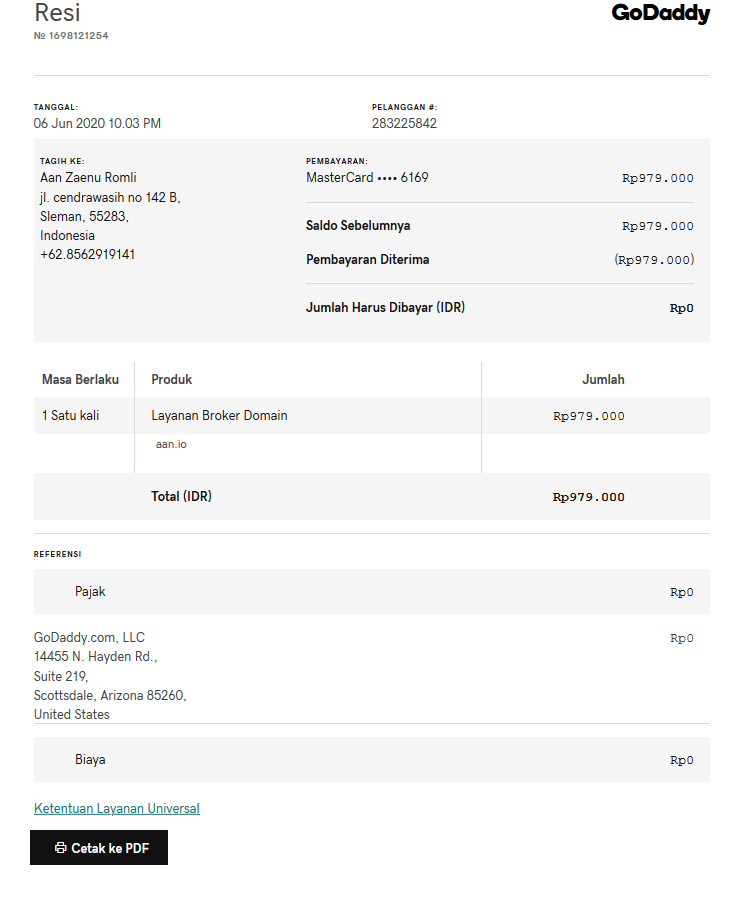 Resi
GoDaddy
№ 1698121254
TANGGAL:
06 Jun 2020 10.03 PM
PELANGGAN #:
283225842
TAGIH KE:
Aan Zaenu Romli
jl. cendrawasih no 142 B,
Sleman, 55283,
Indonesia
+62.8562919141
PEMBAYARAN:
MasterCard •••• 6169 Rp979.000
Saldo Sebelumnya Rp979.000
Pembayaran Diterima (Rp979.000)
Jumlah Harus Dibayar (IDR) Rp0
Masa Berlaku Produk Jumlah
1 Satu kali Layanan Broker Domain Rp979.000
aan.io
Total (IDR) Rp979.000
REFERENSI
Pajak Rp0
GoDaddy.com, LLC Rp0
14455 N. Hayden Rd.,
Suite 219,
Scottsdale, Arizona 85260,
United States
Biaya Rp0
Ketentuan Layanan Universal
Cetak ke PDF